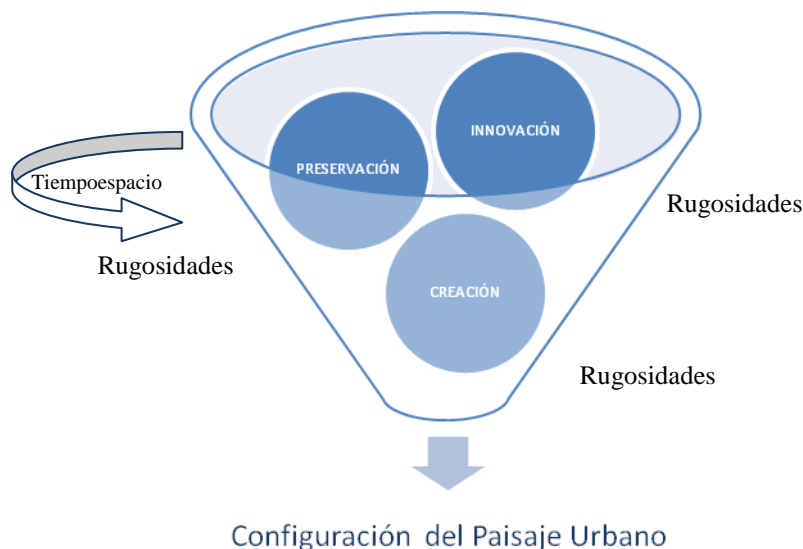 INNOVACIÓN
PRESERVACIÓN
Tiempoespacio
Rugosidades
Rugosidades
CREACIÓN
Rugosidades
Configuración del Paisaje Urbano